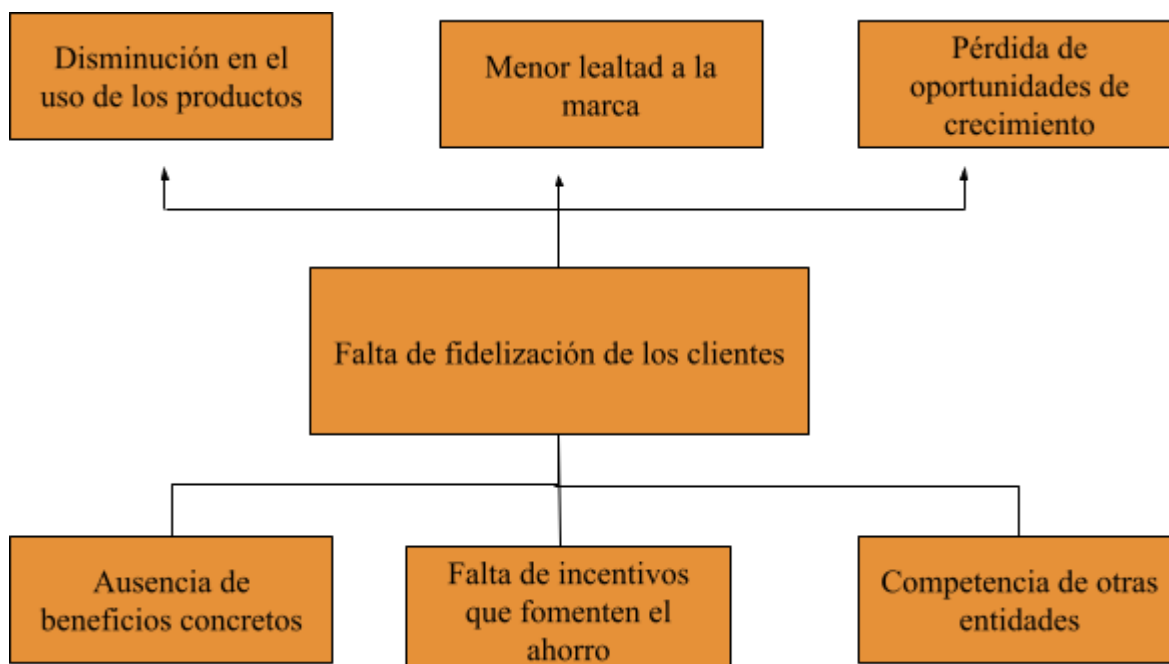 Disminución en el
uso de los productos
Menor lealtad a la
marca
Pérdida de
oportunidades de
crecimiento
Falta de fidelización de los clientes
Ausencia de
beneficios concretos
Falta de incentivos
que fomenten el
ahorro
Competencia de otras
entidades